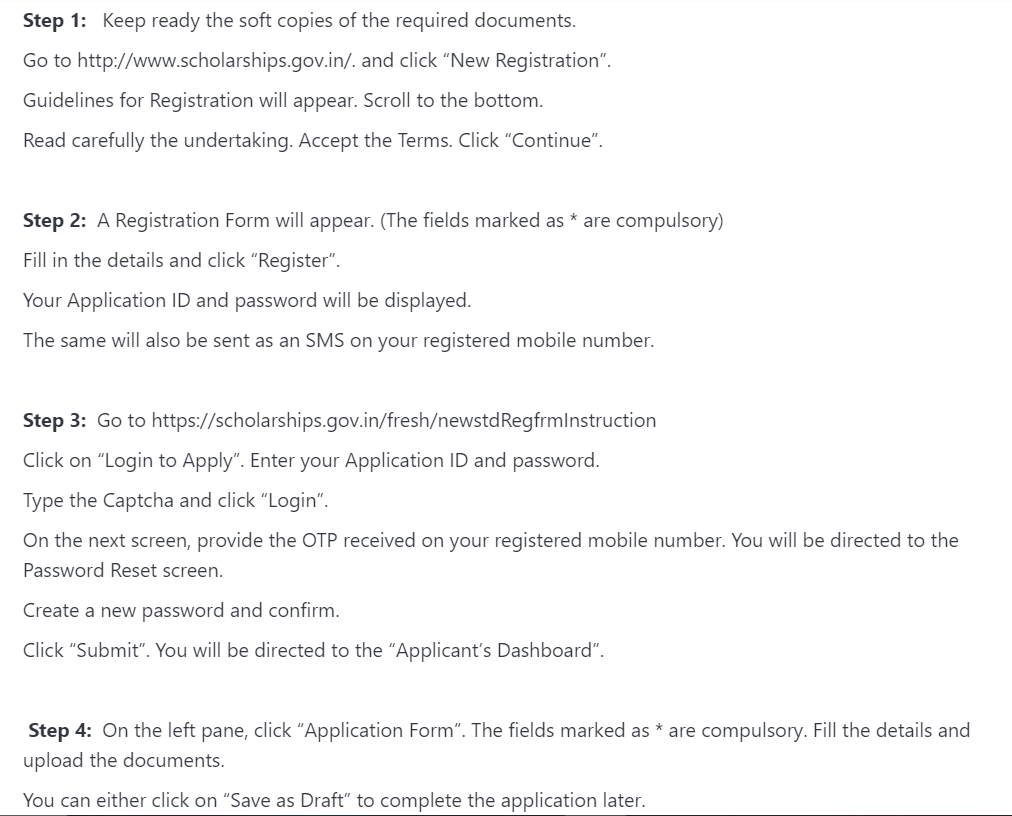 Step 1: Keep ready the soft copies of the required documents.
Go to http://www.scholarships.gov.in/. and click “New Registration”.
Guidelines for Registration will appear. Scroll to the bottom.
Read carefully the undertaking. Accept the Terms. Click “Continue”.
Step 2: A Registration Form will appear. (The fields marked as * are compulsory)
Fill in the details and click “Register”.
Your Application ID and password will be displayed.
The same will also be sent as an SMS on your registered mobile number.
Step 3: Go to https://scholarships.gov.in/fresh/newstdRegfrmInstruction
Click on “Login to Apply”. Enter your Application ID and password.
Type the Captcha and click “Login”.
On the next screen, provide the OTP received on your registered mobile number. You will be directed to the
Password Reset screen.
Create a new password and confirm.
Click “Submit”. You will be directed to the “Applicant’s Dashboard”.
Step 4: On the left pane, click “Application Form”. The fields marked as * are compulsory. Fill the details and
upload the documents.
You can either click on “Save as Draft” to complete the application later.